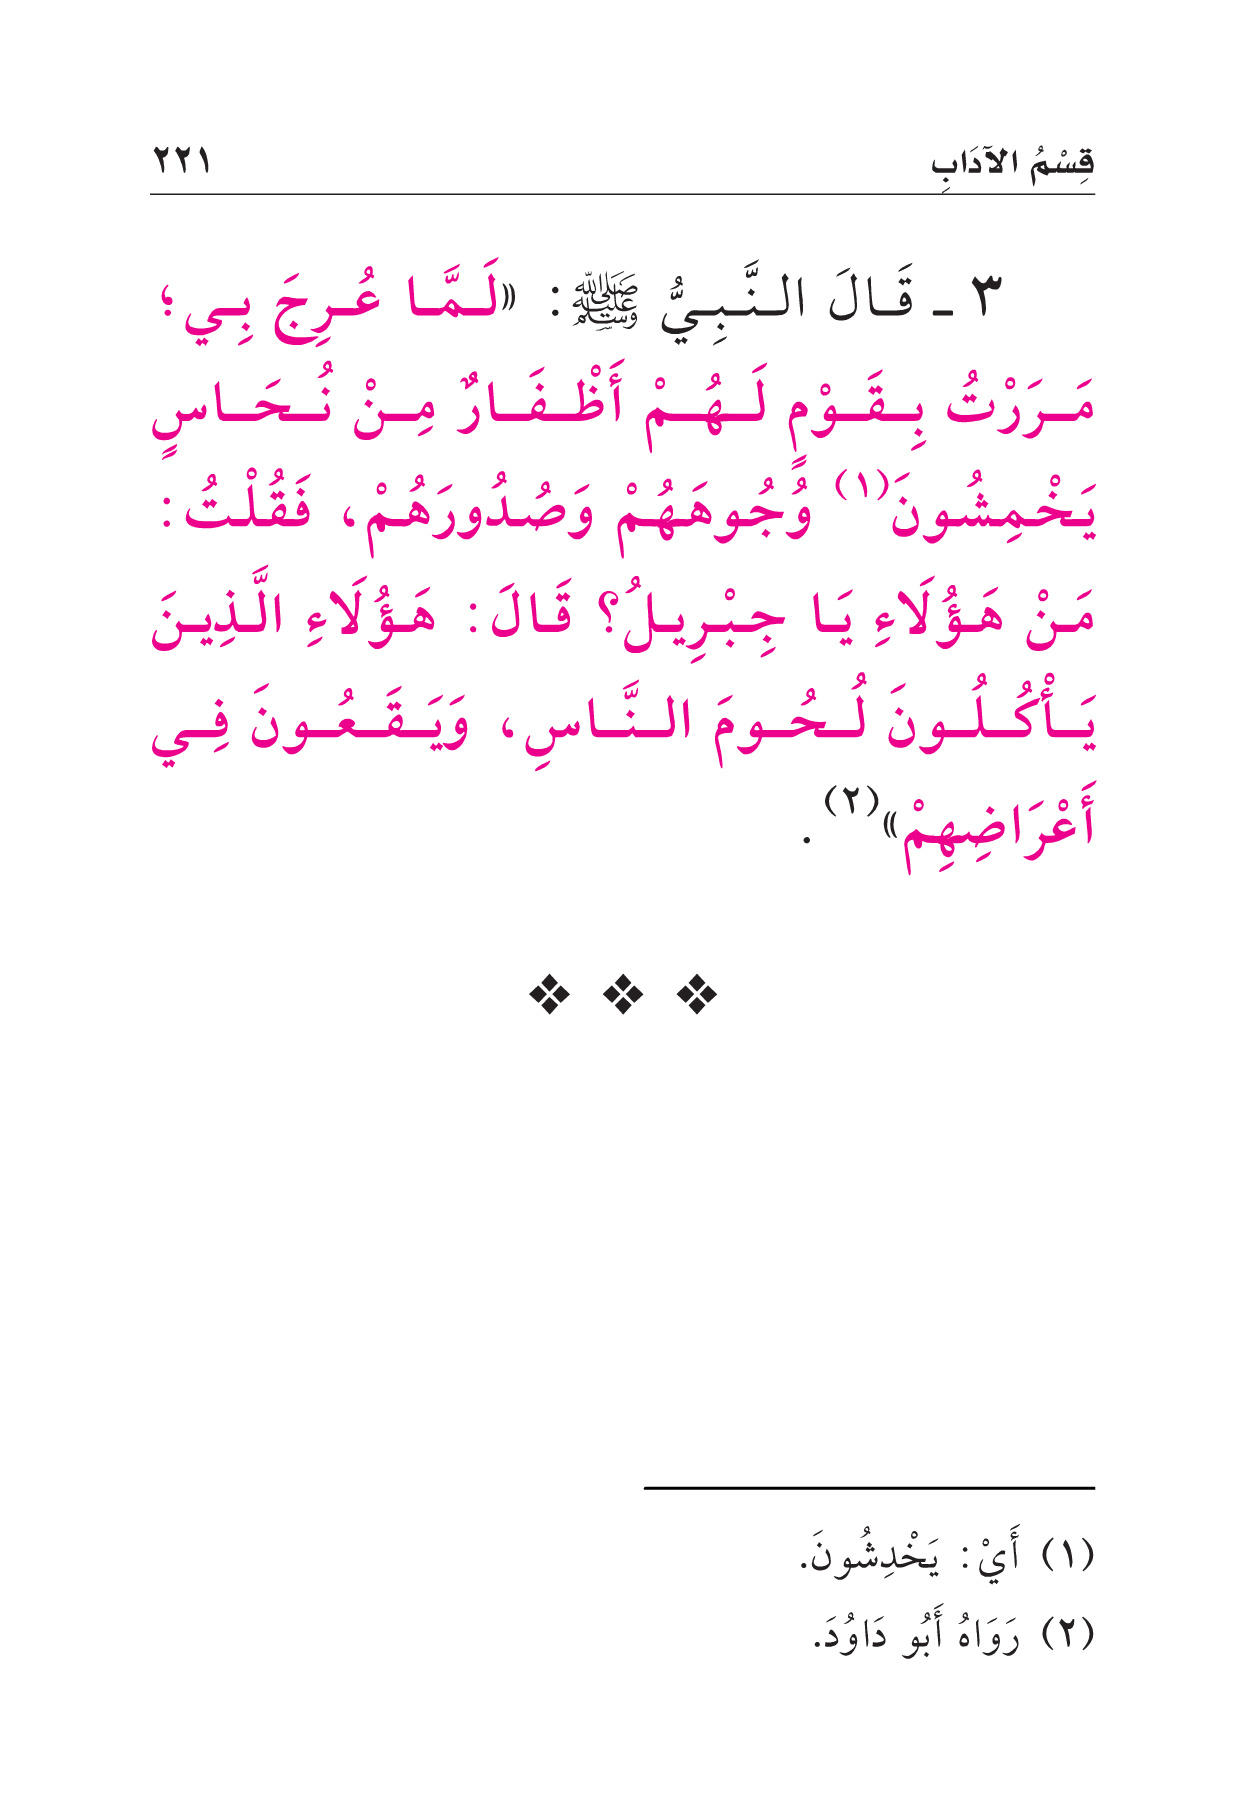 قِسْمُ الآدَابِ ٢٢١
٣ ـ قَالَ النَّبِيُّ ﷺ: «لَمَّا عُرِجَ بِي؛
مَرَرْتُ بِقَوْمٍ لَهُمْ أَظْفَارٌ مِنْ نُحَاسٍ
يَخْمِشُونَ(١) وُجُوهَهُمْ وَصُدُورَهُمْ، فَقُلْتُ:
مَنْ هَؤُلَاءِ يَا جِبْرِيلُ؟ قَالَ: هَؤُلَاءِ الَّذِينَ
يَأْكُلُونَ لُحُومَ النَّاسِ، وَيَقَعُونَ فِي
أَعْرَاضِهِمْ»(٢).
(١) أَيْ: يَخْدِشُونَ.
(٢) رَوَاهُ أَبُو دَاوُدَ.